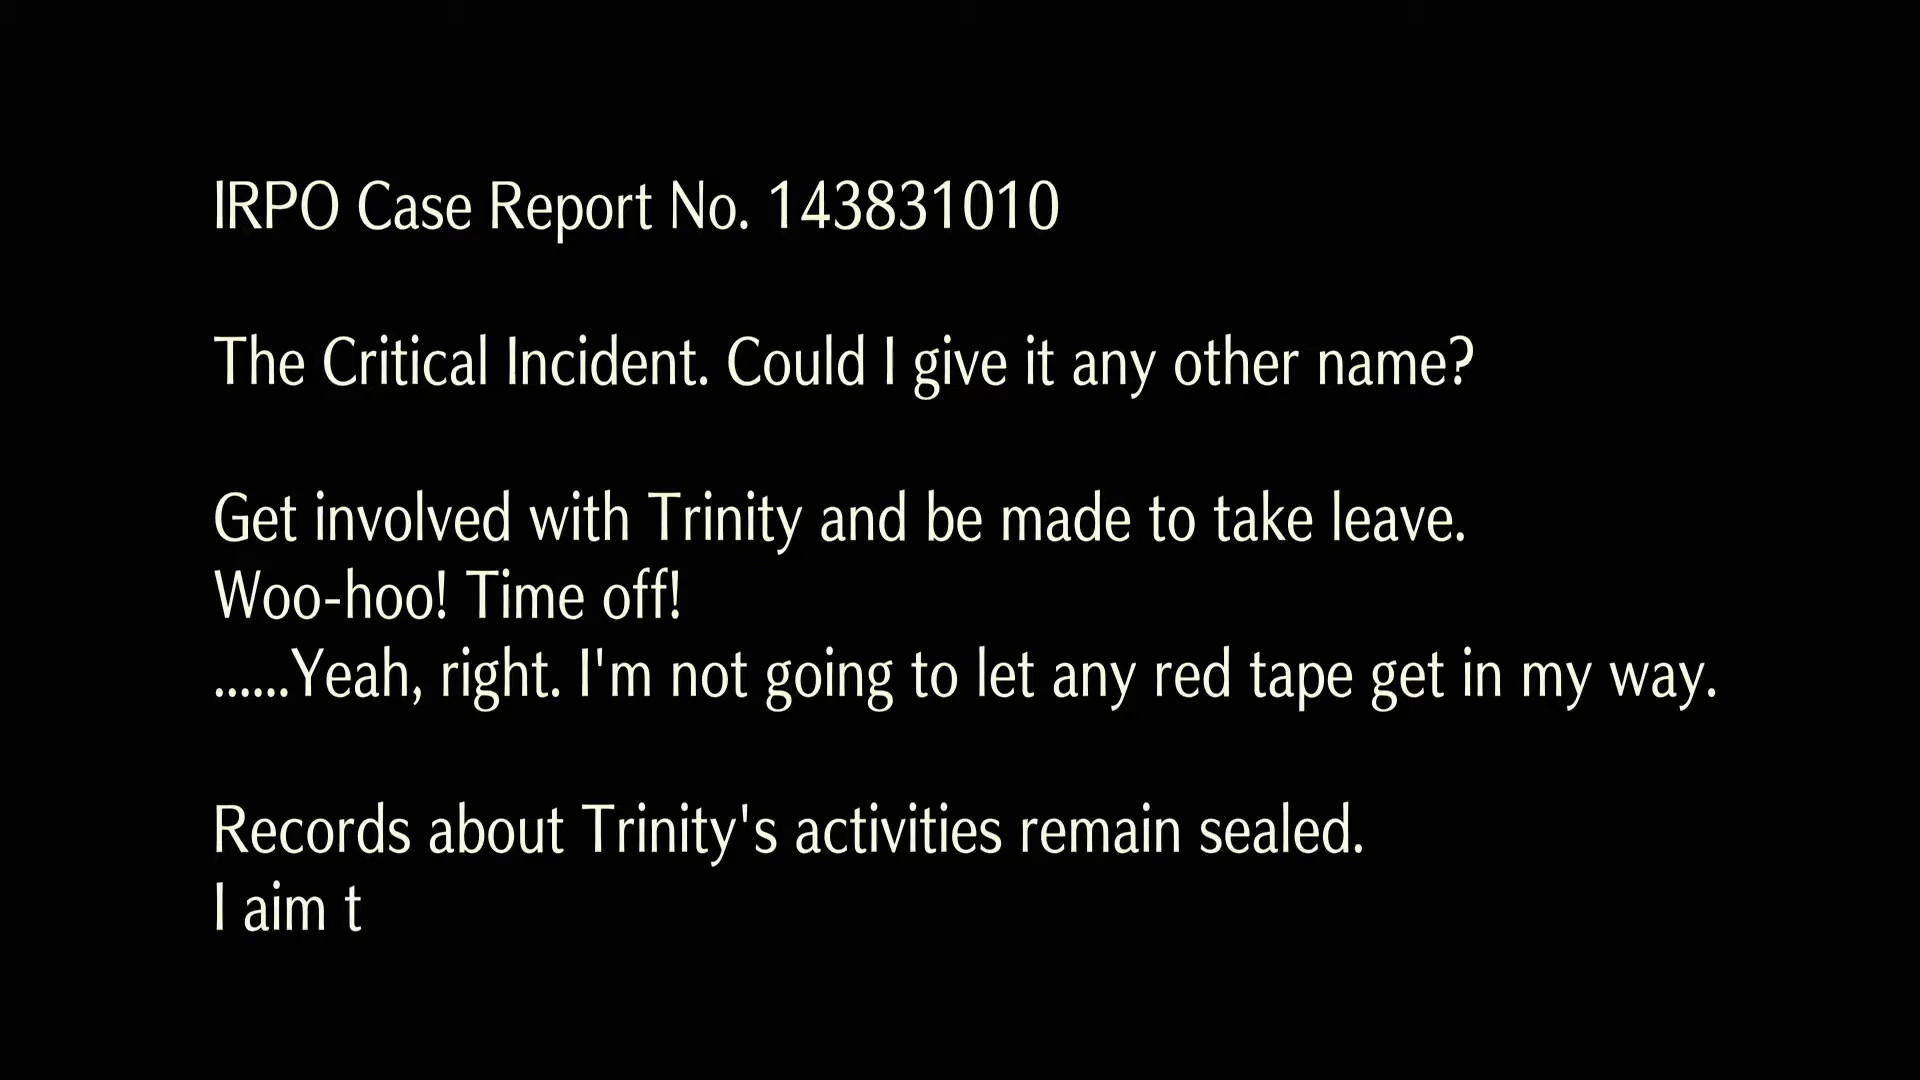 IRPO Case Report No. 143831010
The Critical Incident. Could I give it any other name?
Get involved with Trinity and be made to take leave.
Woo-hoo! Time off!
......Yeah, right. I'm not going to let any red tape get in my way.
Records about Trinity's activities remain sealed.
I aim t